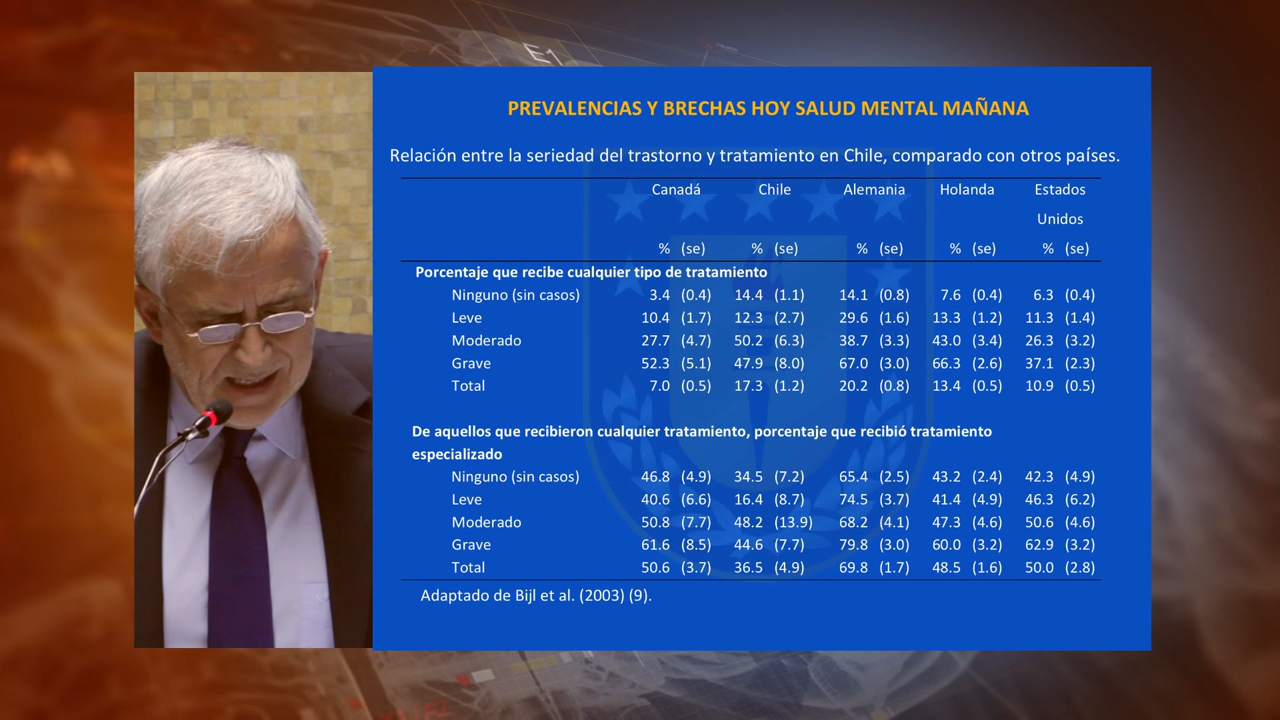 E1
PREVALENCIAS Y BRECHAS HOY SALUD MENTAL MAÑANA
Relación entre la seriedad del trastorno y tratamiento en Chile, comparado con otros países.
Canadá Chile Alemania Holanda Estados
Unidos
% (se) % (se) % (se) % (se) % (se)
Porcentaje que recibe cualquier tipo de tratamiento
Ninguno (sin casos) 3.4 (0.4) 14.4 (1.1) 14.1 (0.8) 7.6 (0.4) 6.3 (0.4)
Leve 10.4 (1.7) 12.3 (2.7) 29.6 (1.6) 13.3 (1.2) 11.3 (1.4)
Moderado 27.7 (4.7) 50.2 (6.3) 38.7 (3.3) 43.0 (3.4) 26.3 (3.2)
Grave 52.3 (5.1) 47.9 (8.0) 67.0 (3.0) 66.3 (2.6) 37.1 (2.3)
Total 7.0 (0.5) 17.3 (1.2) 20.2 (0.8) 13.4 (0.5) 10.9 (0.5)
De aquellos que recibieron cualquier tratamiento, porcentaje que recibió tratamiento
especializado
Ninguno (sin casos) 46.8 (4.9) 34.5 (7.2) 65.4 (2.5) 43.2 (2.4) 42.3 (4.9)
Leve 40.6 (6.6) 16.4 (8.7) 74.5 (3.7) 41.4 (4.9) 46.3 (6.2)
Moderado 50.8 (7.7) 48.2 (13.9) 68.2 (4.1) 47.3 (4.6) 50.6 (4.6)
Grave 61.6 (8.5) 44.6 (7.7) 79.8 (3.0) 60.0 (3.2) 62.9 (3.2)
Total 50.6 (3.7) 36.5 (4.9) 69.8 (1.7) 48.5 (1.6) 50.0 (2.8)
Adaptado de Bijl et al. (2003) (9).